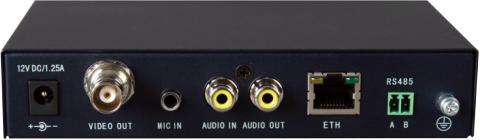 12V DC/1.25A
RS485
VIDEO OUT
MIC IN
AUDIO IN
AUDIO OUT
ETH
A B